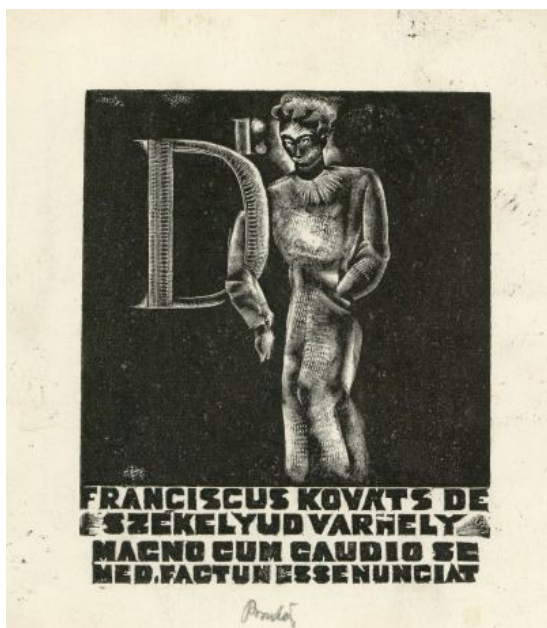 DR
FRANCISCUS KOVÁTS DE
SZÉKELYUDVARHELY
MAGNO CUM GAUDIO SE
MED. FACTUM ESSE NUNCIAT